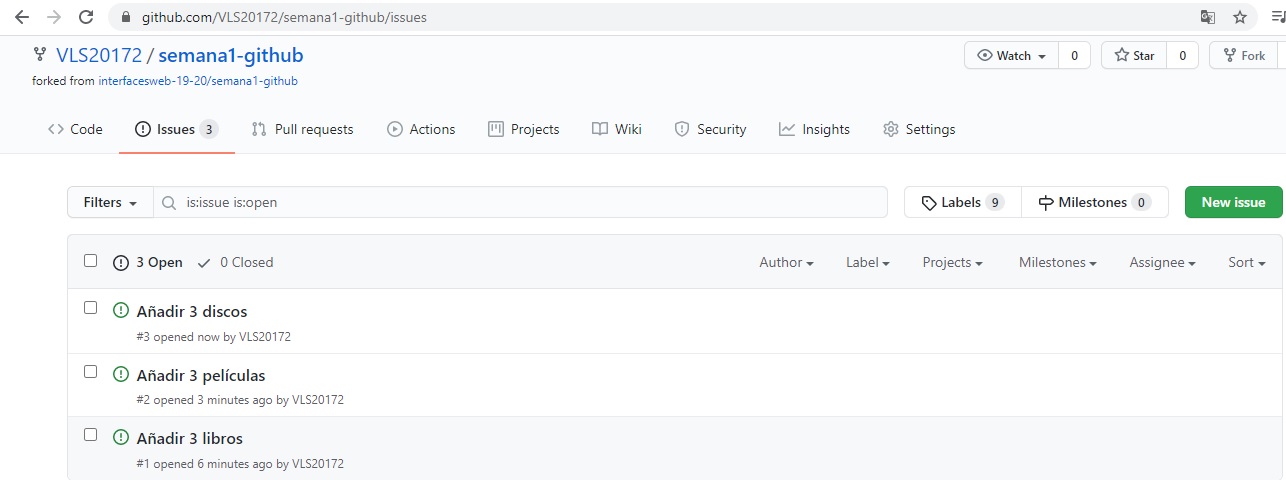 github.com/VLS20172/semana1-github/issues
VLS20172 / semana1-github
Watch 0 Star 0 Fork
forked from interfacesweb-19-20/semana1-github
Code Issues 3 Pull requests Actions Projects Wiki Security Insights Settings
Filters is:issue is:open Labels 9 Milestones 0 New issue
3 Open 0 Closed Author Label Projects Milestones Assignee Sort
Añadir 3 discos
#3 opened now by VLS20172
Añadir 3 películas
#2 opened 3 minutes ago by VLS20172
Añadir 3 libros
#1 opened 6 minutes ago by VLS20172